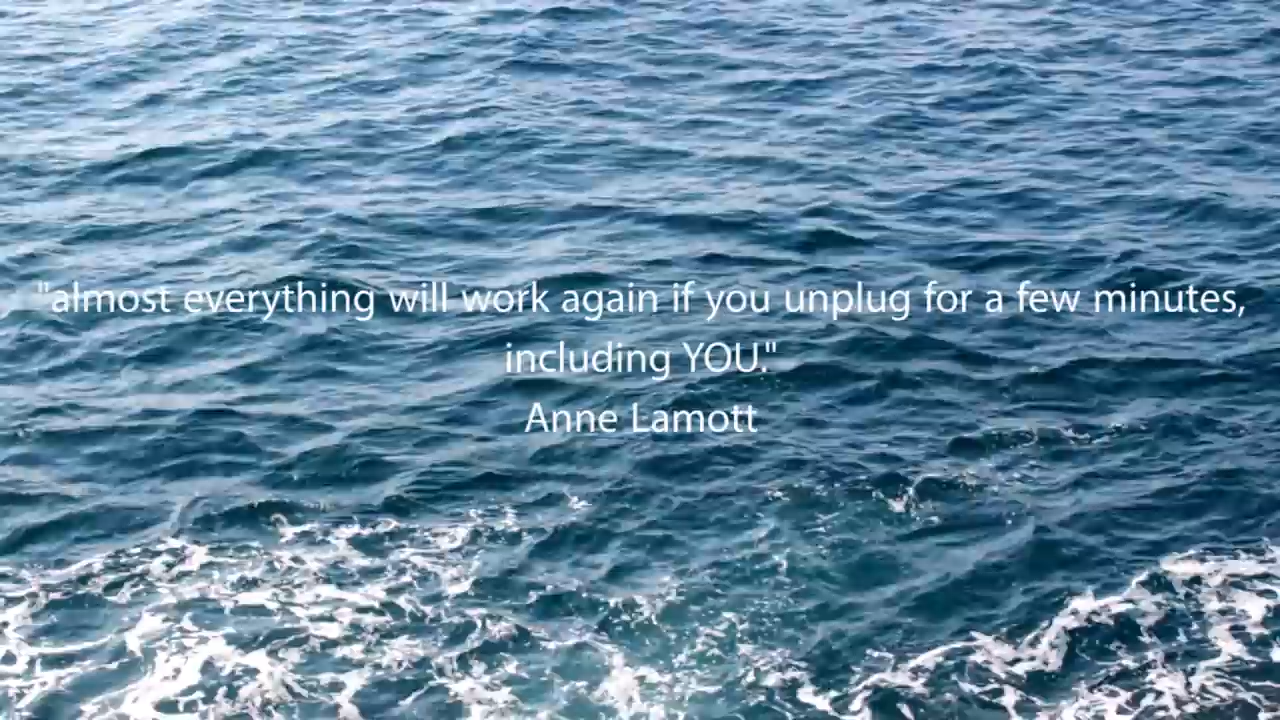 "almost everything will work again if you unplug for a few minutes,
including YOU."
Anne Lamott